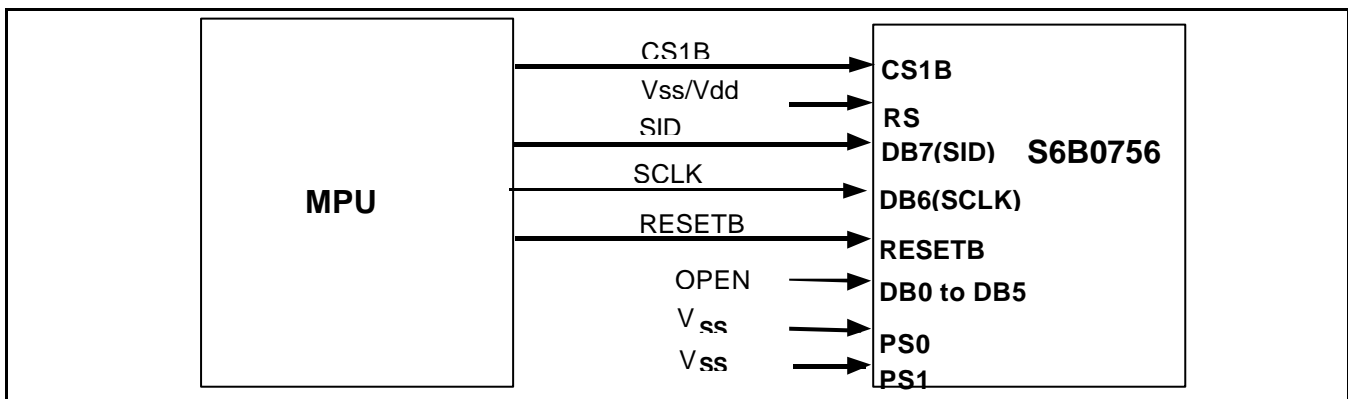 CS1B
CS1B
Vss/Vdd
RS
SID
DB7(SID)
S6B0756
SCLK
MPU
DB6(SCLK)
RESETB
RESETB
OPEN
DB0 to DB5
Vss
PS0
Vss
PS1